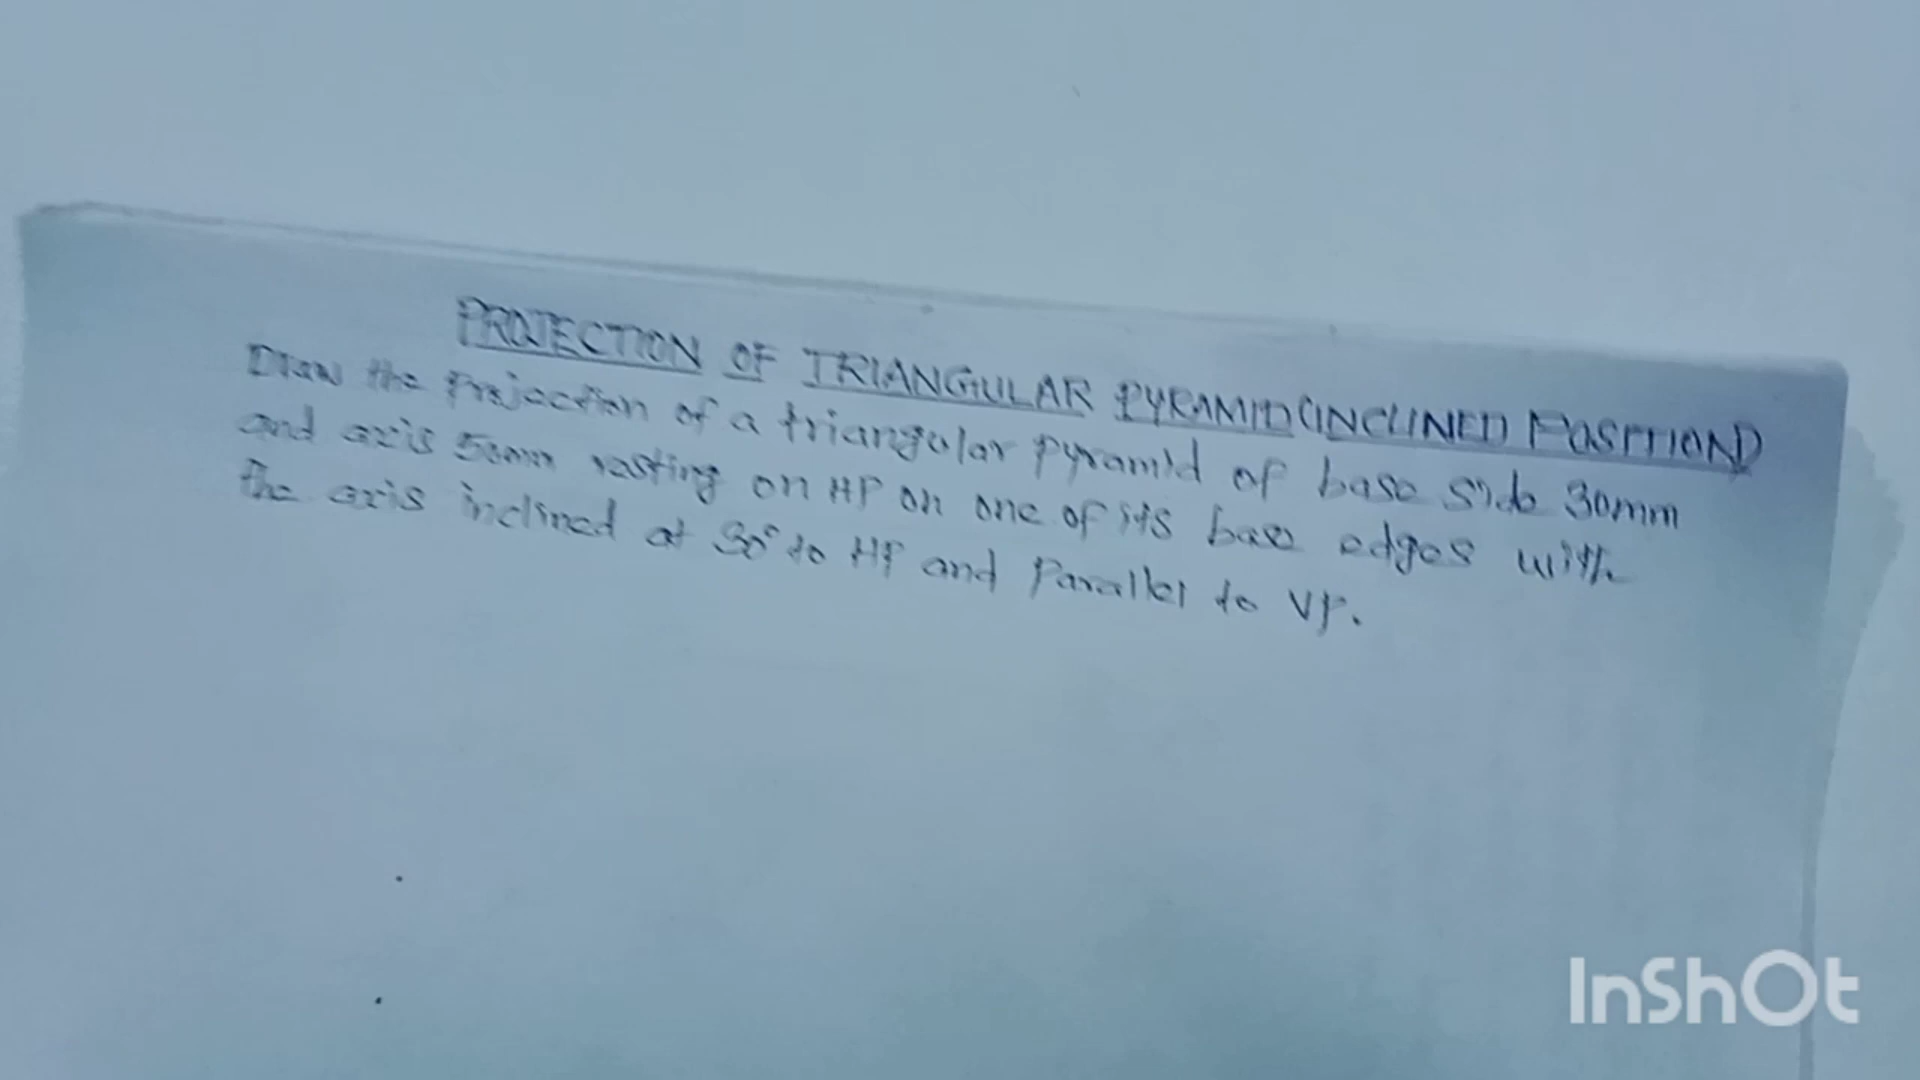 PROJECTION OF TRIANGULAR PYRAMID (INCLINED POSITION)
Draw the Projection of a triangular pyramid of base side 30mm
and axis 50mm resting on HP on one of its base edges with
the axis inclined at 30° to HP and Parallel to VP.
InShOt